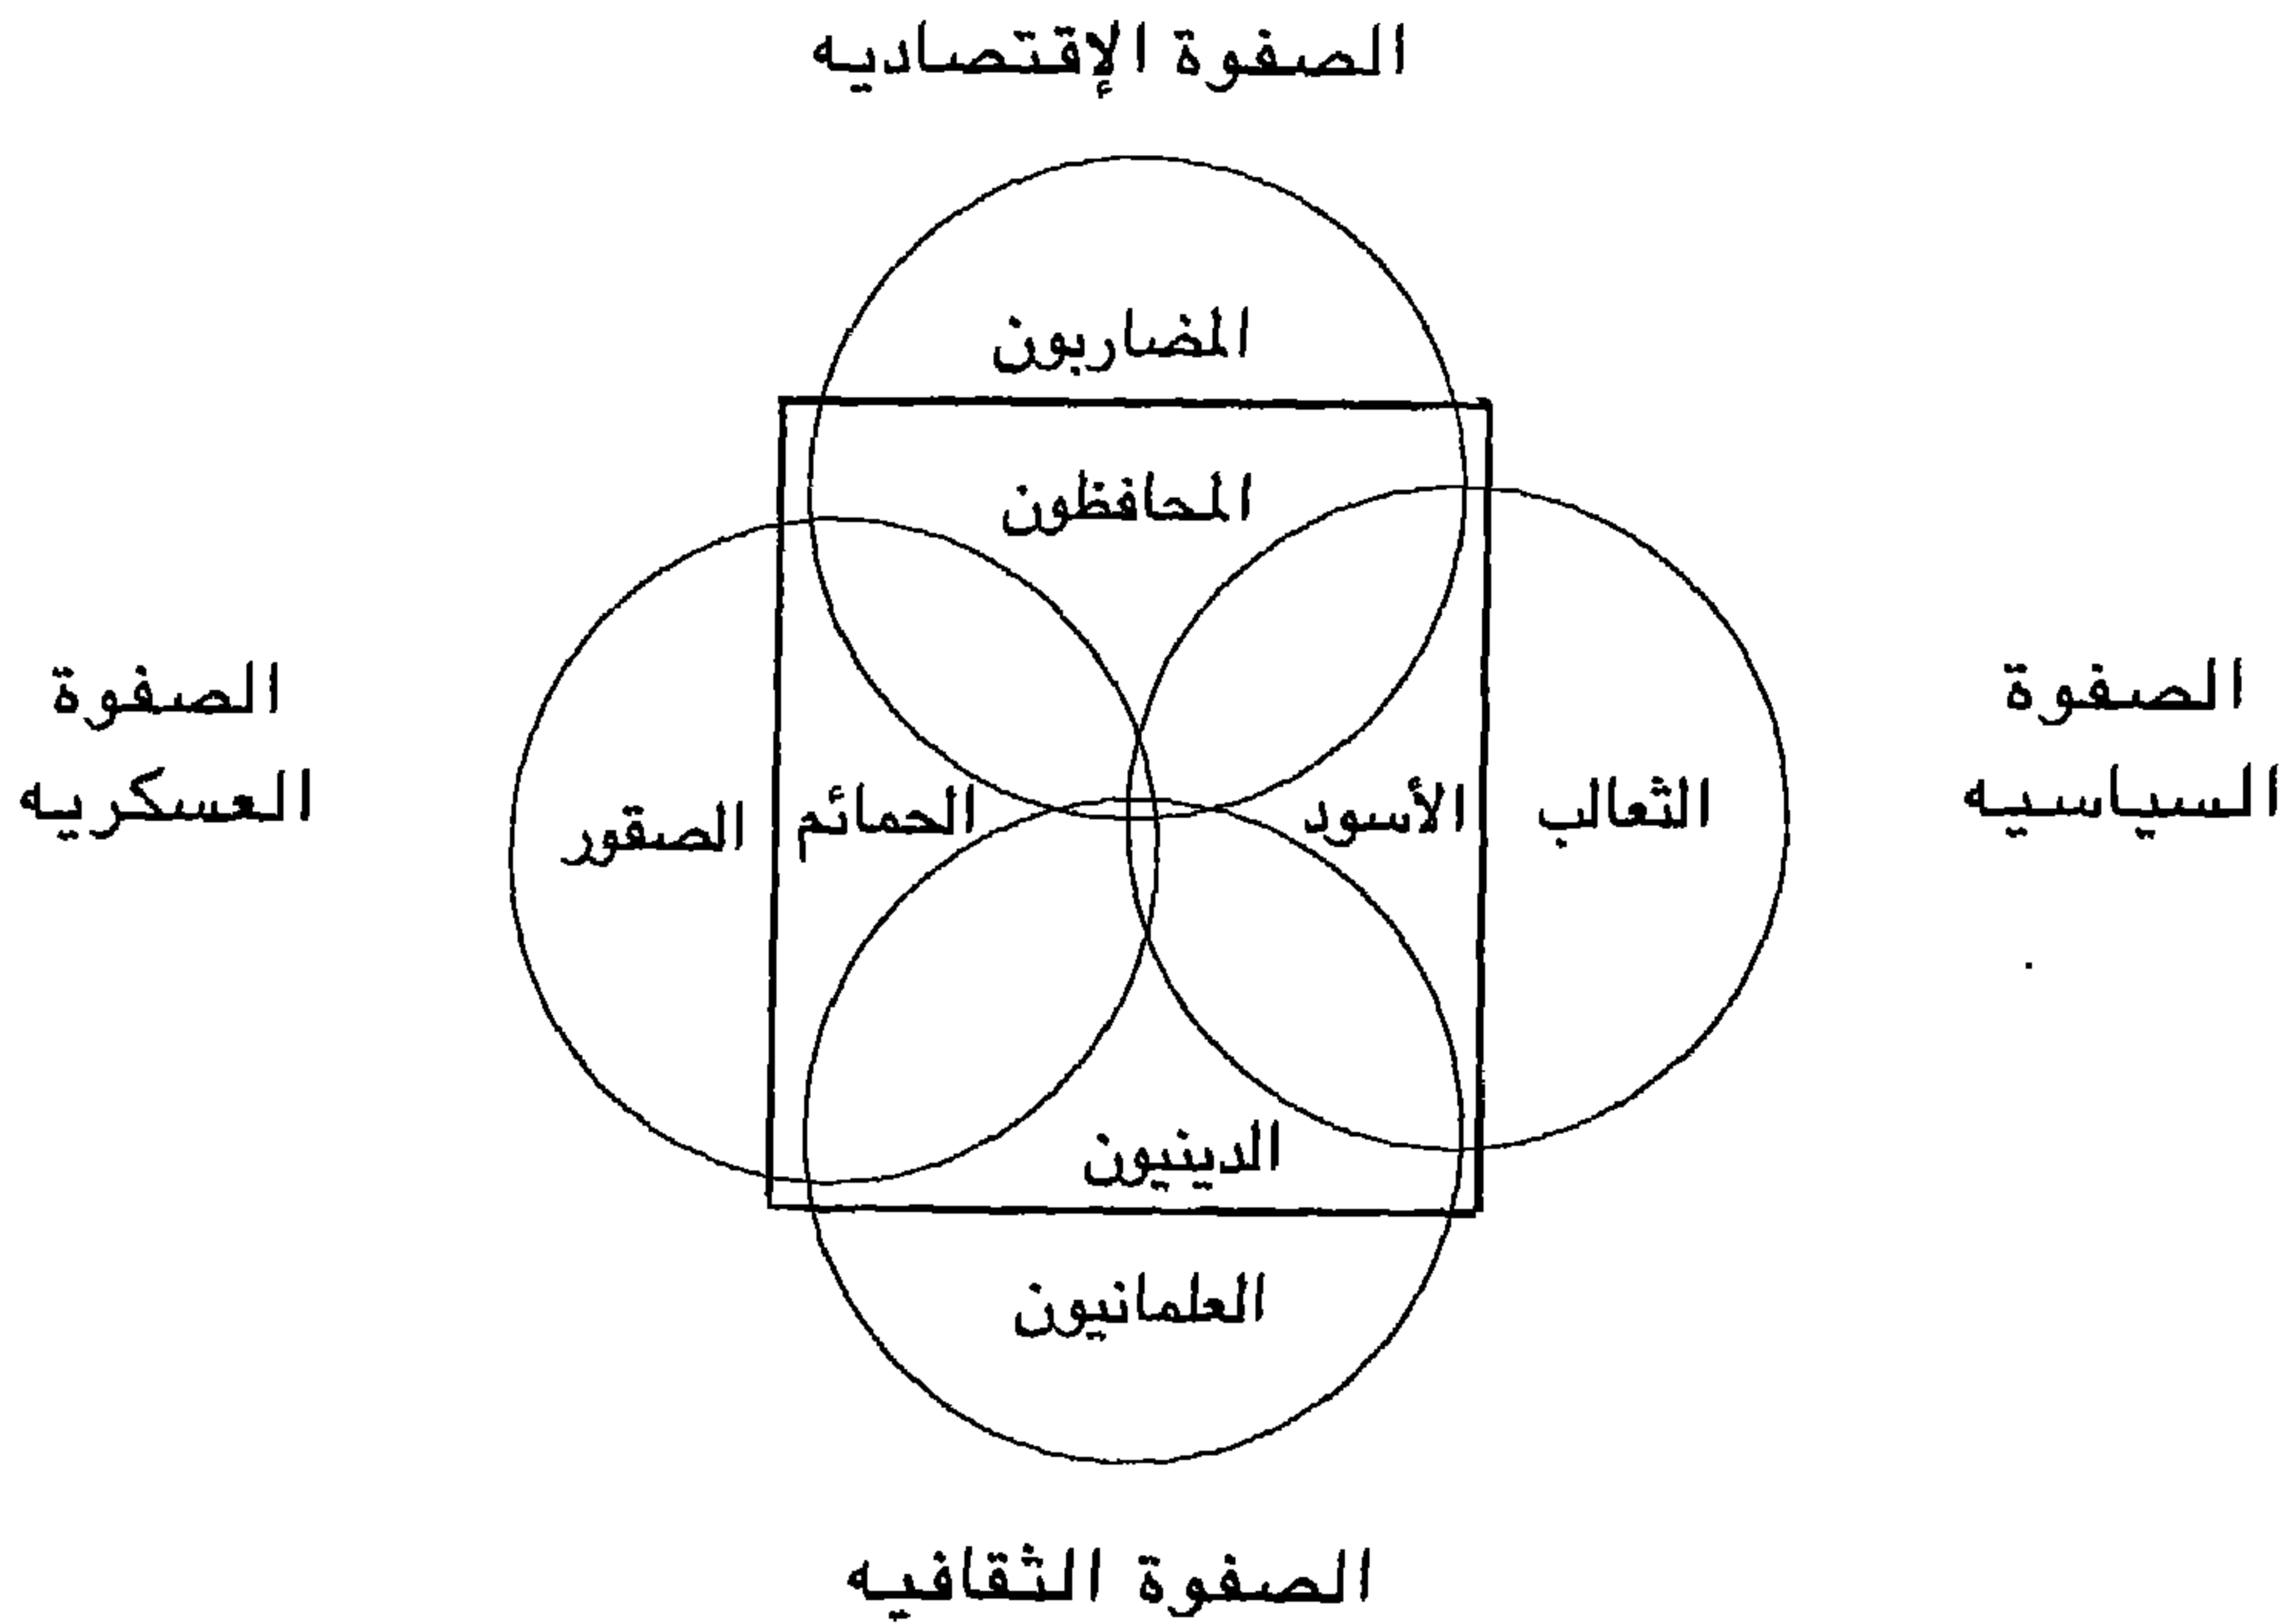 الصفوة الإقتصاديه
المضاربون
المحافظون
الصفوة
السياسيه
الثعالب
الأسود
الحمائم
الصقور
الصفوة
العسكريه
الدينيون
العلمانيون
الصفوة الثقافيه